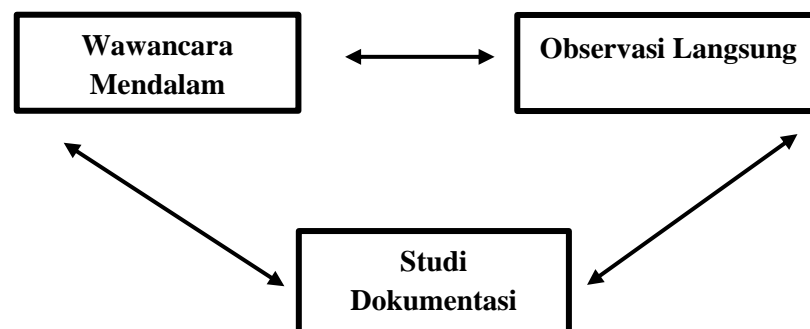 Wawancara
Mendalam
Observasi Langsung
Studi
Dokumentasi